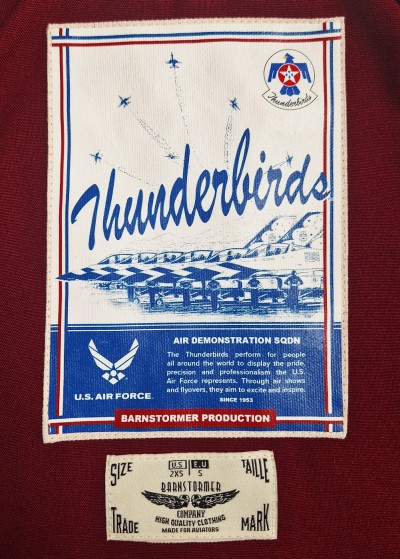 Thunderbirds
Thunderbirds
AIR DEMONSTRATION SQDN
The Thunderbirds perform for people
all around the world to display the pride,
precision and professionalism the U.S.
Air Force represents. Through air shows
and flyovers, they aim to excite and inspire.
SINCE 1953
U.S. AIR FORCE
BARNSTORMER PRODUCTION
SIZE
U.S E.U
TAILLE
2XS S
BARNSTORMER
COMPANY
HIGH QUALITY CLOTHING
MADE FOR AVIATORS
TRADE
MARK